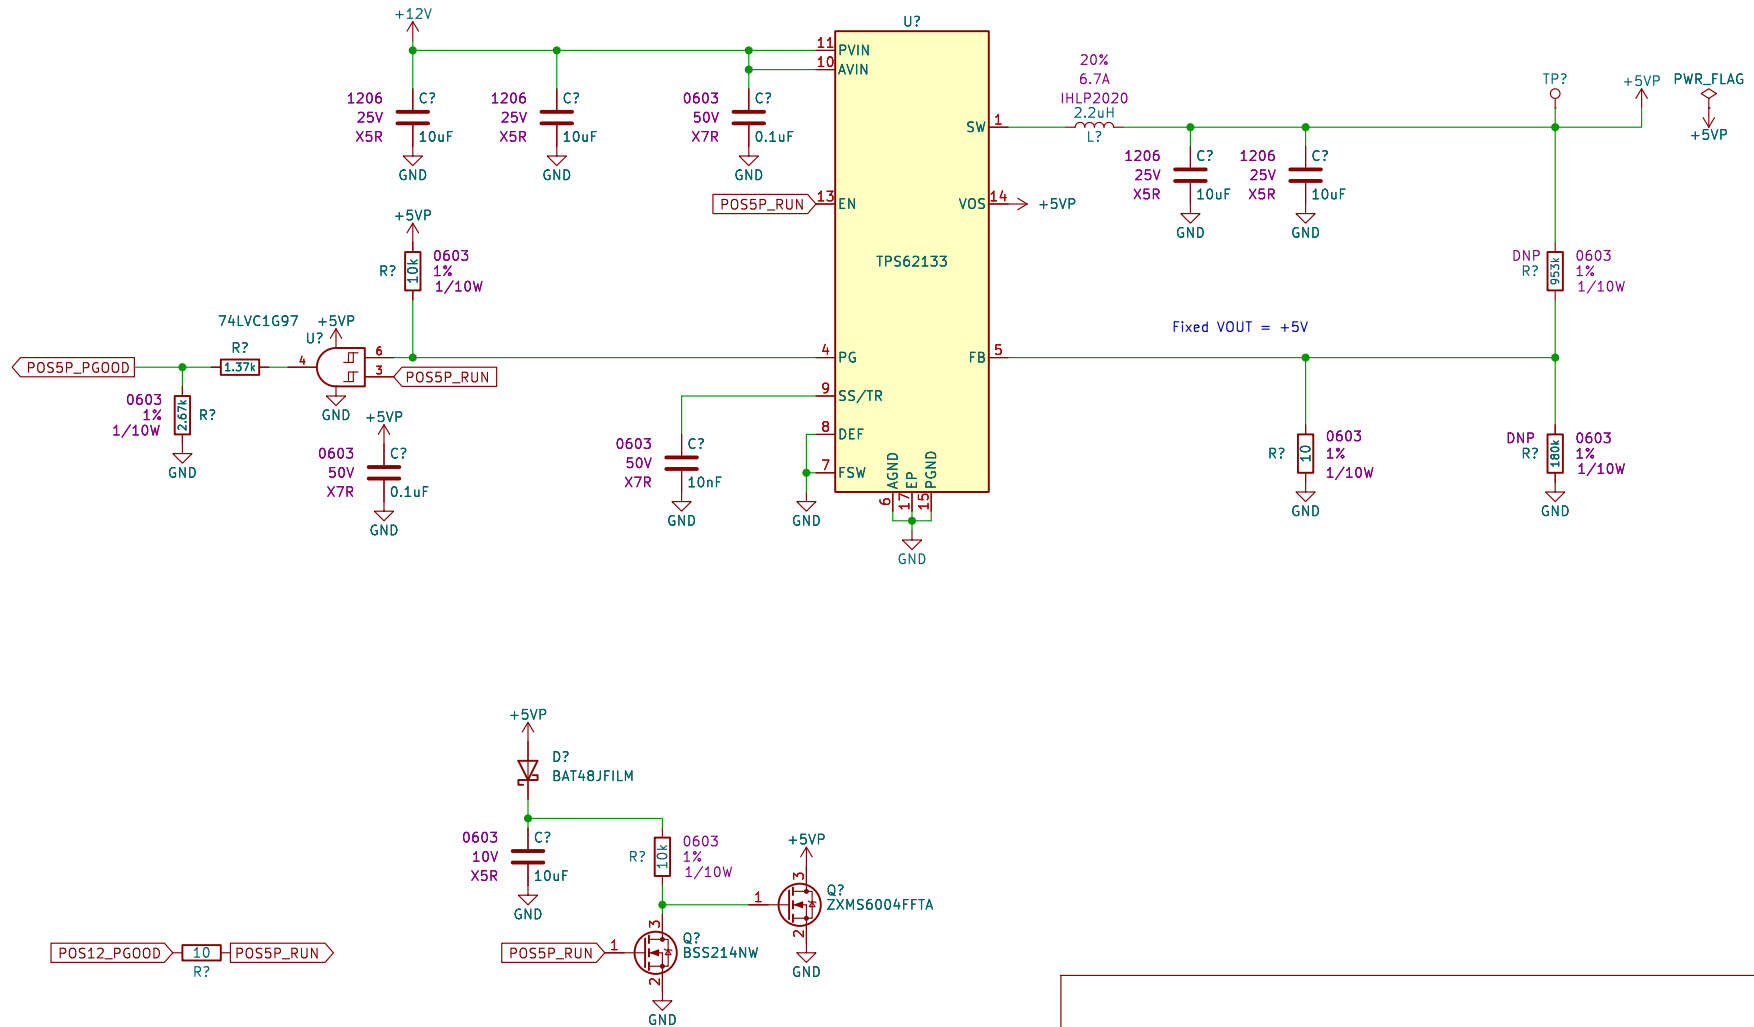 +12V
U?
11 PVIN
10 AVIN
1206
25V
X5R
C?
10uF
GND
1206
25V
X5R
C?
10uF
GND
0603
50V
X7R
C?
0.1uF
GND
20%
6.7A
IHLP2020
2.2uH
L?
SW 1
TP?
+5VP
PWR_FLAG
+5VP
1206
25V
X5R
C?
10uF
GND
1206
25V
X5R
C?
10uF
GND
POS5P_RUN
13 EN
VOS 14
+5VP
TPS62133
+5VP
R?
10k
0603
1%
1/10W
DNP
R?
953k
0603
1%
1/10W
Fixed VOUT = +5V
74LVC1G97
U?
+5VP
POS5P_PGOOD
R?
1.37k
4
6
3
POS5P_RUN
GND
4 PG
FB 5
9 SS/TR
8 DEF
7 FSW
AGND
EP
PGND
6
17
15
GND
0603
1%
1/10W
2.67k
R?
GND
+5VP
0603
50V
X7R
C?
0.1uF
GND
0603
50V
X7R
C?
10nF
GND
GND
R?
10
0603
1%
1/10W
GND
DNP
R?
180k
0603
1%
1/10W
GND
+5VP
D?
BAT48JFILM
0603
10V
X5R
C?
10uF
GND
R?
10k
0603
1%
1/10W
+5VP
3
1
Q?
ZXMS6004FFTA
2
GND
POS12_PGOOD
10
R?
POS5P_RUN
POS5P_RUN
1
3
Q?
BSS214NW
2
GND